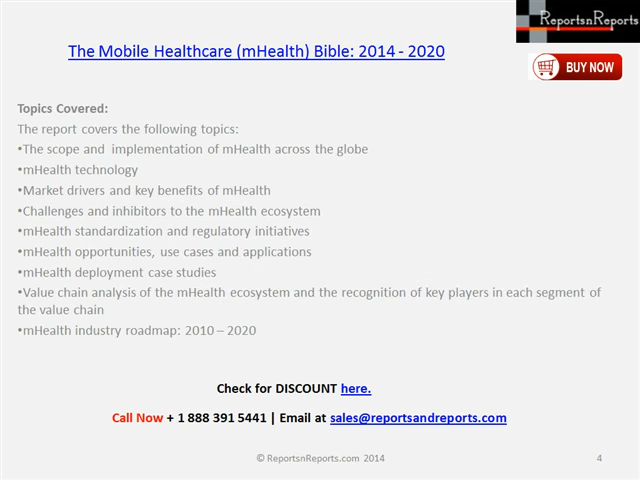 ReportsnReports
The Mobile Healthcare (mHealth) Bible: 2014 - 2020
BUY NOW
Topics Covered:
The report covers the following topics:
•The scope and  implementation of mHealth across the globe
•mHealth technology
•Market drivers and key benefits of mHealth
•Challenges and inhibitors to the mHealth ecosystem
•mHealth standardization and regulatory initiatives
•mHealth opportunities, use cases and applications
•mHealth deployment case studies
•Value chain analysis of the mHealth ecosystem and the recognition of key players in each segment of
the value chain
•mHealth industry roadmap: 2010 – 2020
Check for DISCOUNT here.
Call Now + 1 888 391 5441 | Email at sales@reportsandreports.com
© ReportsnReports.com  2014
4